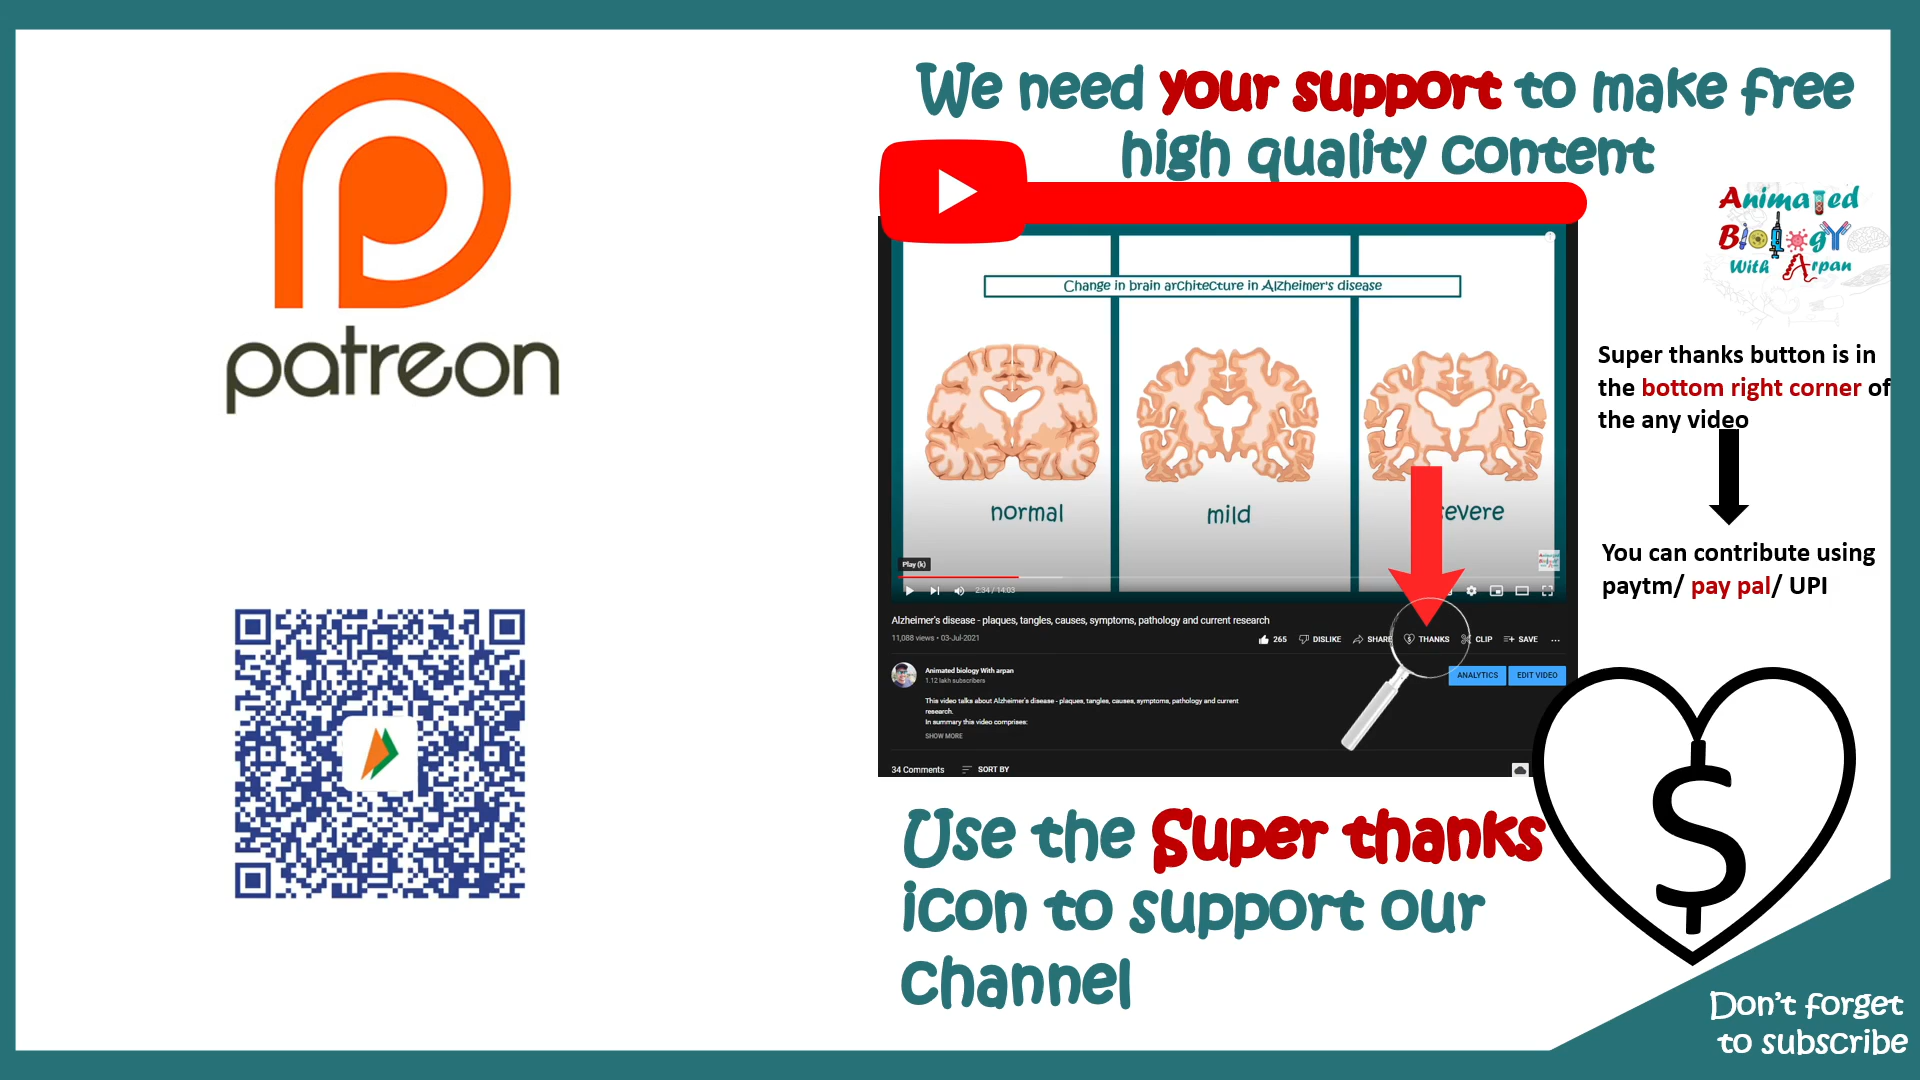 patreon
We need your support to make free
high quality content
Animated
Biology
With Arpan
Change in brain architecture in Alzheimer's disease
normal
mild
severe
Play (k)
2:34 / 14:03
Alzheimer's disease - plaques, tangles, causes, symptoms, pathology and current research
11,088 views • 03-Jul-2021
265 DISLIKE SHARE THANKS CLIP SAVE ...
Animated biology With arpan
1.12 lakh subscribers
ANALYTICS EDIT VIDEO
This video talks about Alzheimer's disease - plaques, tangles, causes, symptoms, pathology and current
research.
In summary this video comprises:
SHOW MORE
34 Comments SORT BY
Super thanks button is in
the bottom right corner of
the any video
You can contribute using
paytm/ pay pal/ UPI
$
Use the Super thanks
icon to support our
channel
Don't forget
to subscribe